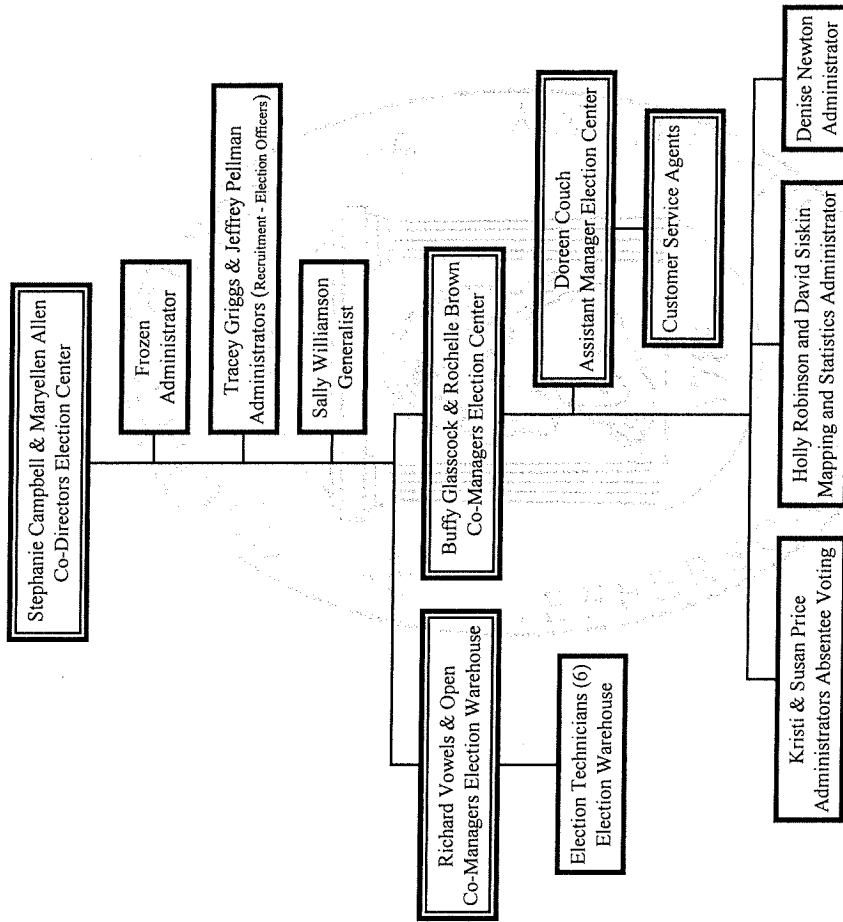 Stephanie Campbell & Maryellen Allen
Co-Directors Election Center
Frozen
Administrator
Tracey Griggs & Jeffrey Pellman
Administrators (Recruitment - Election Officers)
Sally Williamson
Generalist
Richard Vowels & Open
Co-Managers Election Warehouse
Buffy Glasscock & Rochelle Brown
Co-Managers Election Center
Election Technicians (6)
Election Warehouse
Doreen Couch
Assistant Manager Election Center
Customer Service Agents
Kristi & Susan Price
Administrators Absentee Voting
Holly Robinson and David Siskin
Mapping and Statistics Administrator
Denise Newton
Administrator